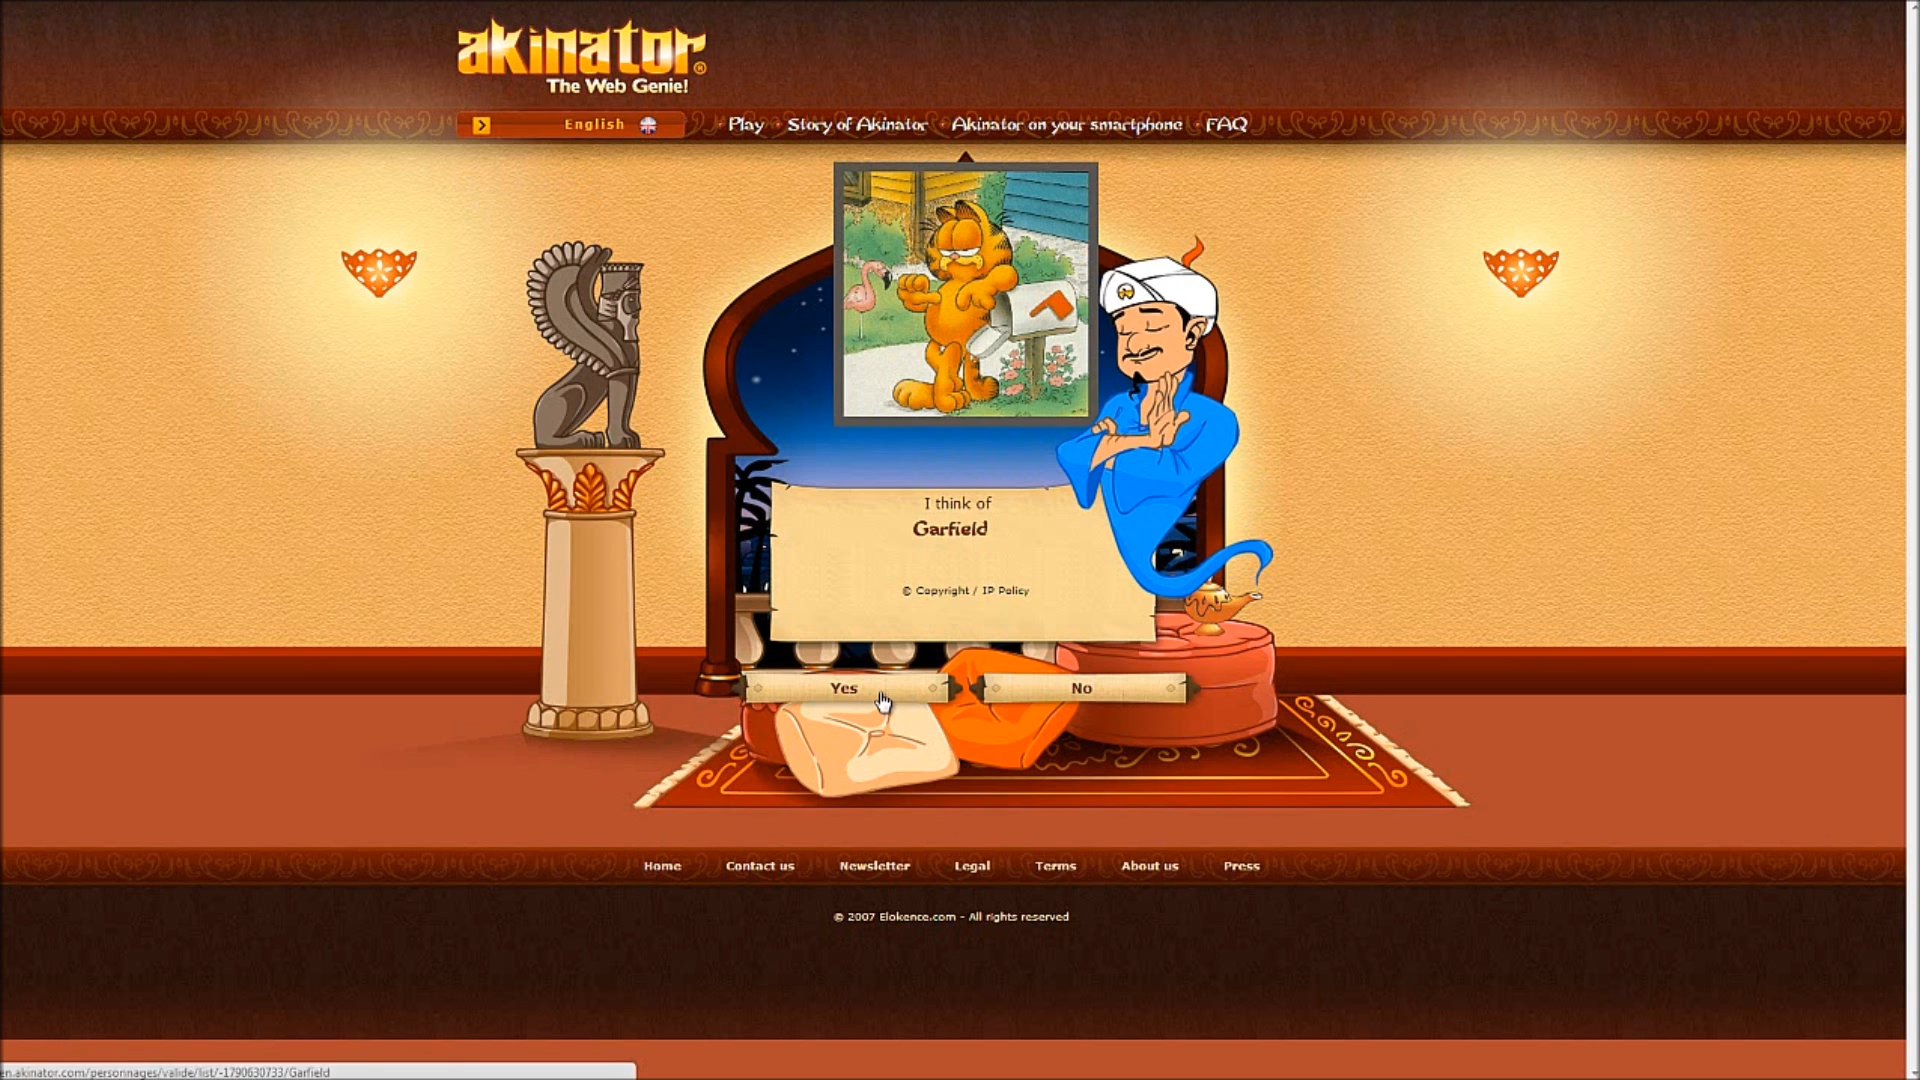 akinator®
The Web Genie!
English
Play
Story of Akinator
Akinator on your smartphone
FAQ
I think of
Garfield
© Copyright / IP Policy
Yes
No
Home
Contact us
Newsletter
Legal
Terms
About us
Press
© 2007 Elokence.com - All rights reserved
en.akinator.com/personnages/valide/list/-1790630733/Garfield